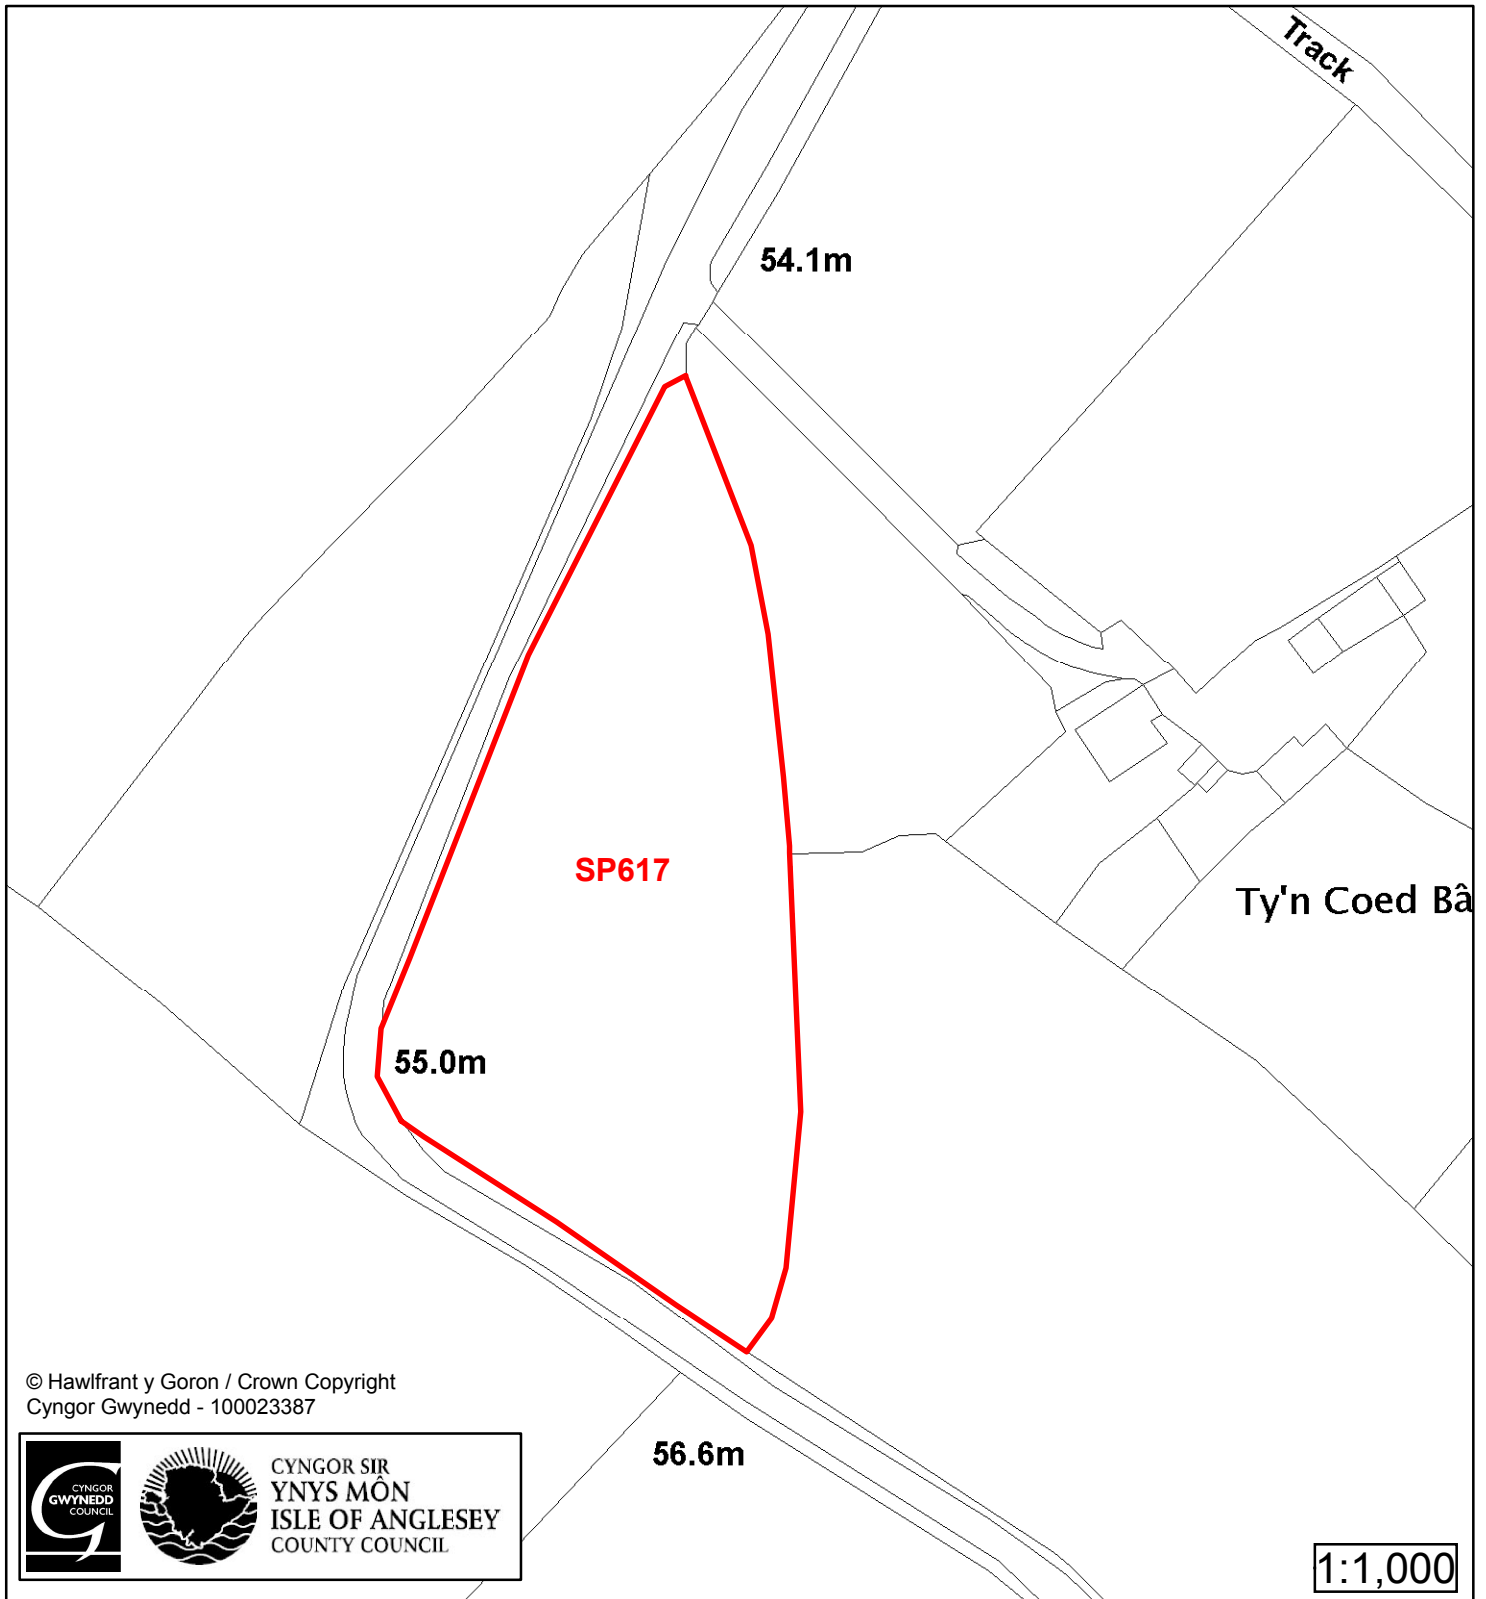 Track
54.1m
SP617
Ty'n Coed Bâ
55.0m
© Hawlfrant y Goron / Crown Copyright
Cyngor Gwynedd - 100023387
56.6m
CYNGOR
GWYNEDD
COUNCIL
CYNGOR SIR
YNYS MÔN
ISLE OF ANGLESEY
COUNTY COUNCIL
1:1,000